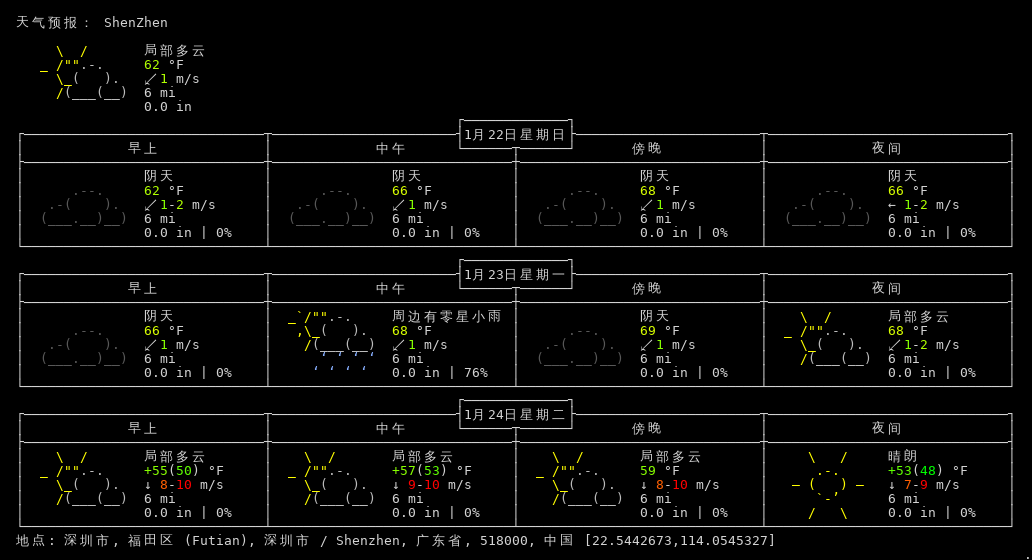 天气预报： ShenZhen
局部多云
62 °F
↙1 m/s
6 mi
0.0 in
1月22日星期日
早上 中午 傍晚 夜间
阴天 阴天 阴天 阴天
62 °F 66 °F 68 °F 66 °F
↙1-2 m/s ↙1 m/s ↙1 m/s ← 1-2 m/s
6 mi 6 mi 6 mi 6 mi
0.0 in | 0% 0.0 in | 0% 0.0 in | 0% 0.0 in | 0%
1月23日星期一
早上 中午 傍晚 夜间
阴天 周边有零星小雨 阴天 局部多云
66 °F 68 °F 69 °F 68 °F
↙1 m/s ↙1 m/s ↙1 m/s ↙1-2 m/s
6 mi 6 mi 6 mi 6 mi
0.0 in | 0% 0.0 in | 76% 0.0 in | 0% 0.0 in | 0%
1月24日星期二
早上 中午 傍晚 夜间
局部多云 局部多云 局部多云 晴朗
+55(50) °F +57(53) °F 59 °F +53(48) °F
↓ 8-10 m/s ↓ 9-10 m/s ↓ 8-10 m/s ↓ 7-9 m/s
6 mi 6 mi 6 mi 6 mi
0.0 in | 0% 0.0 in | 0% 0.0 in | 0% 0.0 in | 0%
地点: 深圳市, 福田区 (Futian), 深圳市 / Shenzhen, 广东省, 518000, 中国 [22.5442673,114.0545327]